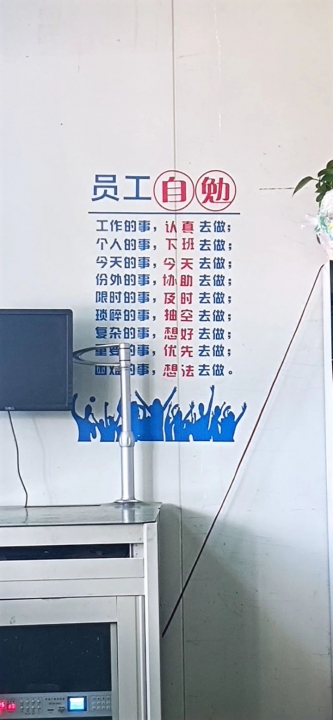 员工自勉
工作的事，认真去做；
个人的事，下班去做；
今天的事，今天去做；
份外的事，协助去做；
限时的事，及时去做；
琐碎的事，抽空去做；
复杂的事，想好去做；
重要的事，优先去做；
困难的事，想法去做。